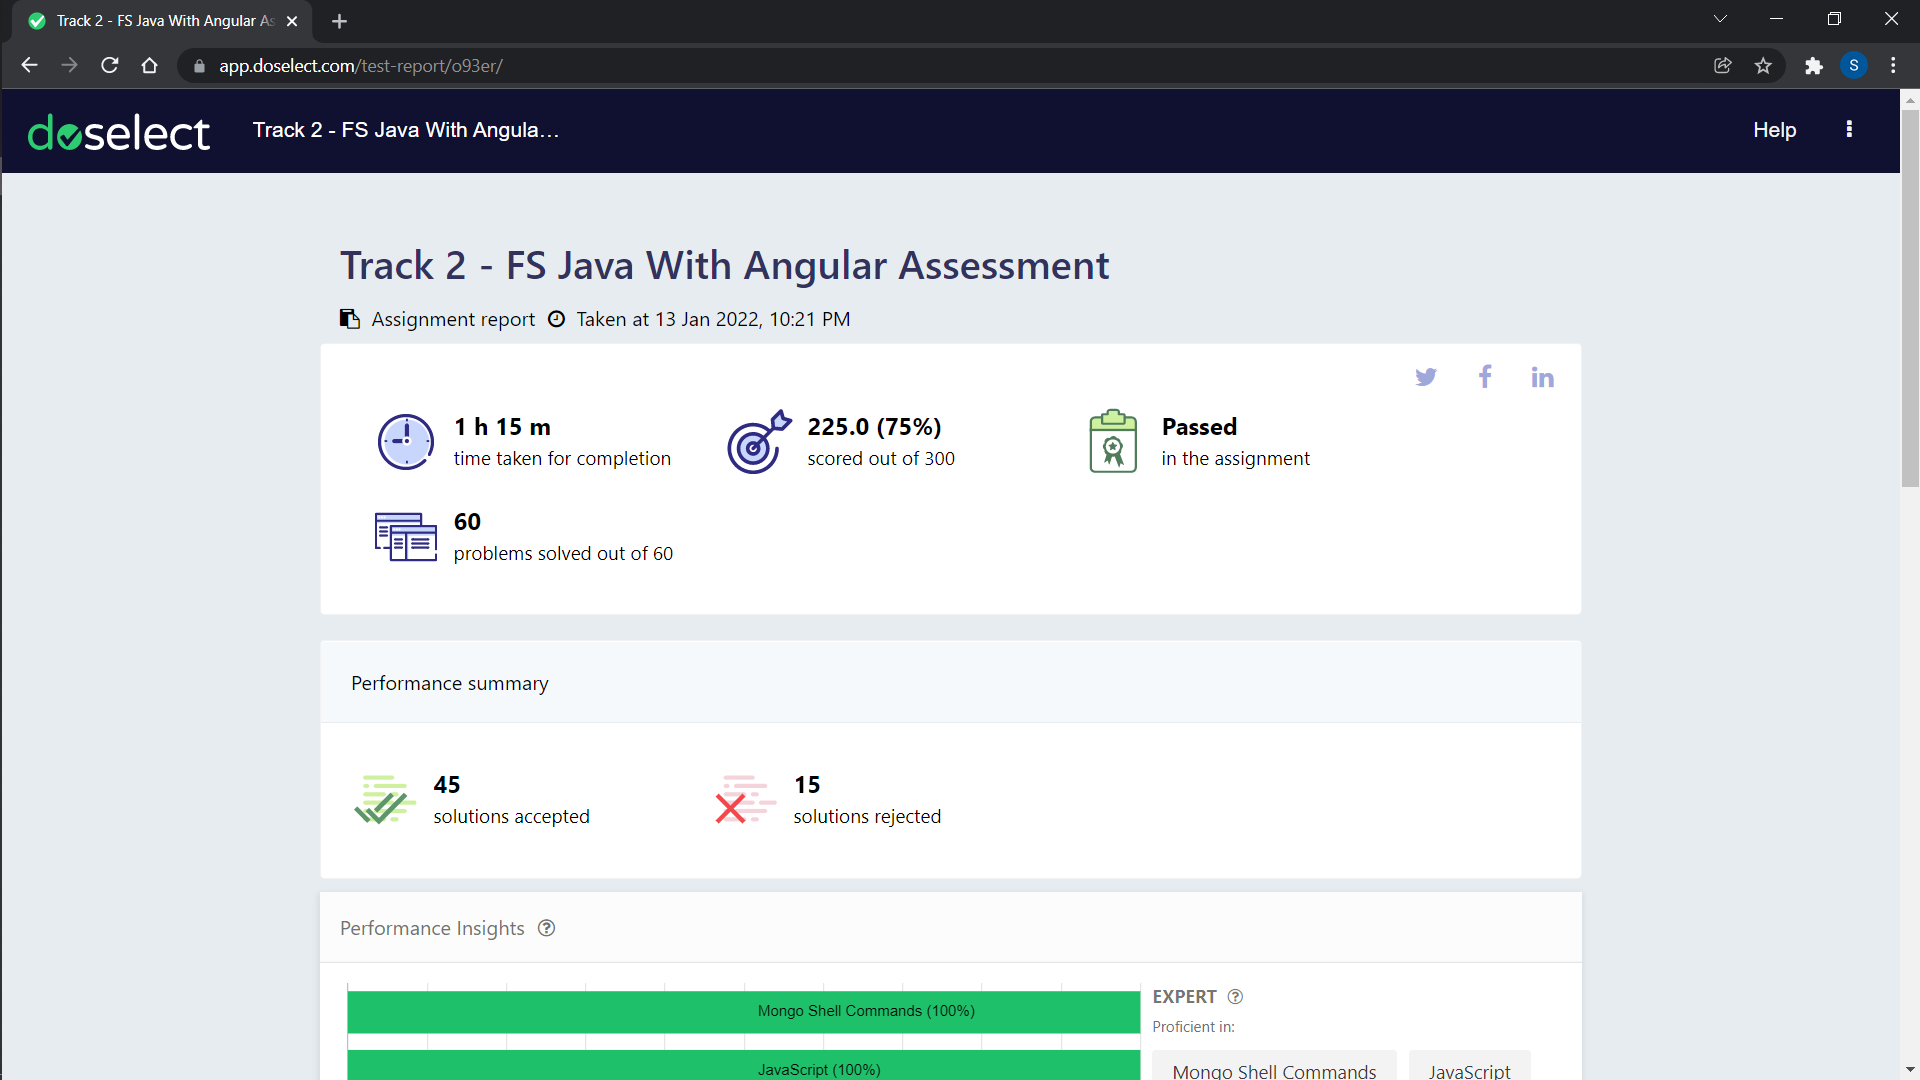 Track 2 - FS Java With Angular As
app.doselect.com/test-report/o93er/
S
doselect
Track 2 - FS Java With Angula...
Help
Track 2 - FS Java With Angular Assessment
Assignment report Taken at 13 Jan 2022, 10:21 PM
1 h 15 m
time taken for completion
225.0 (75%)
scored out of 300
Passed
in the assignment
60
problems solved out of 60
Performance summary
45
solutions accepted
15
solutions rejected
Performance Insights
Mongo Shell Commands (100%)
JavaScript (100%)
EXPERT
Proficient in:
Mongo Shell Commands
JavaScript